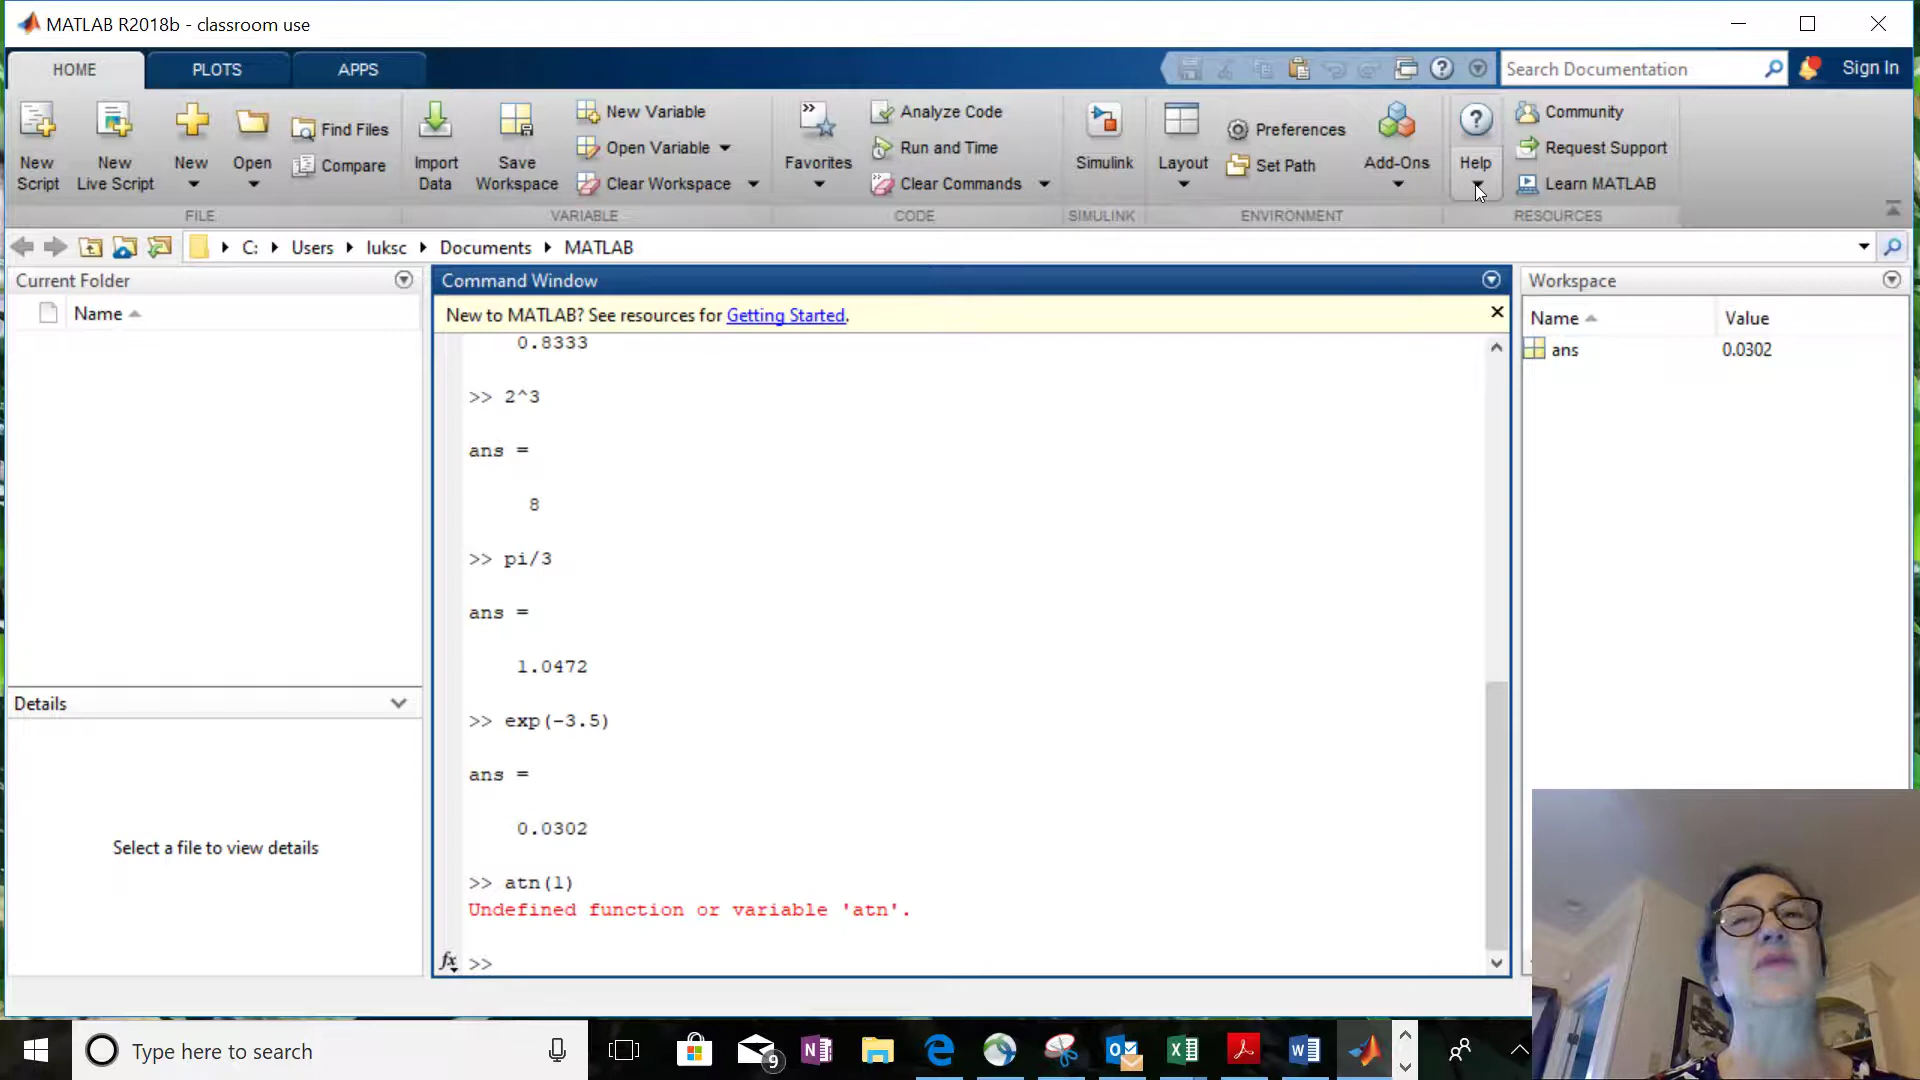 MATLAB R2018b - classroom use
HOME
PLOTS
APPS
Search Documentation
Sign In
New Script
New Live Script
New
Open
Find Files
Compare
FILE
Import Data
Save Workspace
New Variable
Open Variable
Clear Workspace
VARIABLE
Favorites
Analyze Code
Run and Time
Clear Commands
CODE
Simulink
SIMULINK
Layout
Preferences
Set Path
Add-Ons
ENVIRONMENT
Help
Community
Request Support
Learn MATLAB
RESOURCES
C: Users luksc Documents MATLAB
Current Folder
Name
Details
Select a file to view details
Command Window
New to MATLAB? See resources for Getting Started.
0.8333
>> 2^3
ans =
8
>> pi/3
ans =
1.0472
>> exp(-3.5)
ans =
0.0302
>> atn(1)
Undefined function or variable 'atn'.
fx >>
Workspace
Name Value
ans 0.0302
Type here to search
9